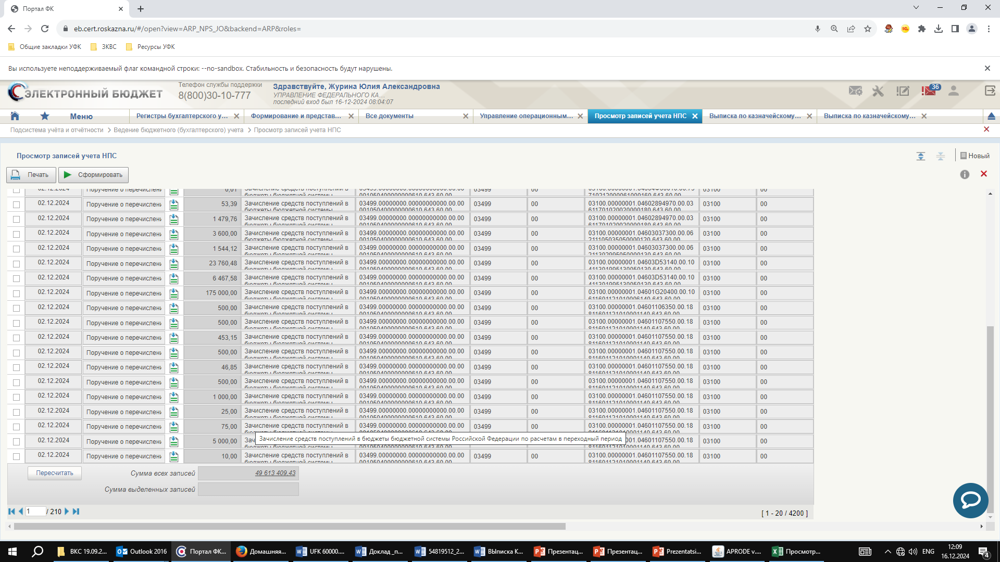 Портал ФК
eb.cert.roskazna.ru/#/open?view=ARP_NPS_JO&backend=ARP&roles=
Общие закладки УФК ЗКВС Ресурсы УФК
Вы используете неподдерживаемый флаг командной строки: --no-sandbox. Стабильность и безопасность будут нарушены.
ЭЛЕКТРОННЫЙ БЮДЖЕТ
Телефон службы поддержки
8(800)30-10-777
Здравствуйте, Журина Юлия Александровна
УПРАВЛЕНИЕ ФЕДЕРАЛЬНОГО КА...
последний вход был 16-12-2024 08:04:07
36
Меню Регистры бухгалтерского у... Формирование и представ... Все документы Управление операционным... Просмотр записей учета НПС Выписка по казначейскому... Выписка по казначейскому...
Подсистема учёта и отчётности > Ведение бюджетного (бухгалтерского) учета > Просмотр записей учета НПС
Просмотр записей учета НПС
Новый
Печать Сформировать
02.12.2024 Поручение о перечислени 53,39 Зачисление средств поступлений в 03499.00000000.00000000000.00.00 03499 00 03100.00000001.04602894970.00.03 03100 00
02.12.2024 Поручение о перечислени 1 479,76 Зачисление средств поступлений в 03499.00000000.00000000000.00.00 03499 00 03100.00000001.04602894970.00.03 03100 00
02.12.2024 Поручение о перечислени 3 600,00 Зачисление средств поступлений в 03499.00000000.00000000000.00.00 03499 00 03100.00000001.04603037300.00.06 03100 00
02.12.2024 Поручение о перечислени 1 544,12 Зачисление средств поступлений в 03499.00000000.00000000000.00.00 03499 00 03100.00000001.04603037300.00.06 03100 00
02.12.2024 Поручение о перечислени 23 760,48 Зачисление средств поступлений в 03499.00000000.00000000000.00.00 03499 00 03100.00000001.04603D53140.00.10 03100 00
02.12.2024 Поручение о перечислени 6 467,58 Зачисление средств поступлений в 03499.00000000.00000000000.00.00 03499 00 03100.00000001.04603D53140.00.10 03100 00
02.12.2024 Поручение о перечислени 175 000,00 Зачисление средств поступлений в 03499.00000000.00000000000.00.00 03499 00 03100.00000001.04601G20400.00.10 03100 00
02.12.2024 Поручение о перечислени 500,00 Зачисление средств поступлений в 03499.00000000.00000000000.00.00 03499 00 03100.00000001.04601106350.00.18 03100 00
02.12.2024 Поручение о перечислени 500,00 Зачисление средств поступлений в 03499.00000000.00000000000.00.00 03499 00 03100.00000001.04601107550.00.18 03100 00
02.12.2024 Поручение о перечислени 453,15 Зачисление средств поступлений в 03499.00000000.00000000000.00.00 03499 00 03100.00000001.04601107550.00.18 03100 00
02.12.2024 Поручение о перечислени 500,00 Зачисление средств поступлений в 03499.00000000.00000000000.00.00 03499 00 03100.00000001.04601107550.00.18 03100 00
02.12.2024 Поручение о перечислени 46,85 Зачисление средств поступлений в 03499.00000000.00000000000.00.00 03499 00 03100.00000001.04601107550.00.18 03100 00
02.12.2024 Поручение о перечислени 500,00 Зачисление средств поступлений в 03499.00000000.00000000000.00.00 03499 00 03100.00000001.04601107550.00.18 03100 00
02.12.2024 Поручение о перечислени 1 000,00 Зачисление средств поступлений в 03499.00000000.00000000000.00.00 03499 00 03100.00000001.04601107550.00.18 03100 00
02.12.2024 Поручение о перечислени 25,00 Зачисление средств поступлений в 03499.00000000.00000000000.00.00 03499 00 03100.00000001.04601107550.00.18 03100 00
02.12.2024 Поручение о перечислени 75,00 Зачисление средств поступлений в 03499.00000000.00000000000.00.00 03499 00 03100.00000001.04601107550.00.18 03100 00
02.12.2024 Поручение о перечислени 5 000,00 Зачисление средств поступлений в бюджеты бюджетной системы Российской Федерации по расчетам в переходный период 03100 00
02.12.2024 Поручение о перечислени 10,00 Зачисление средств поступлений в 03499.00000000.00000000000.00.00 03499 00 03100.00000001.04601107550.00.18 03100 00
Пересчитать Сумма всех записей 49 613 409.43
Сумма выделенных записей
1 / 210 [ 1 - 20 / 4200 ]
ВКС 19.09.2... Outlook 2016 Портал ФК... Домашняя... UFK 60000.... Доклад _п... 54819512_2... Выписка К... Презентац... Презентац... Prezentatsi... APRODE v.... Просмотр... ENG 12:09
16.12.2024 4